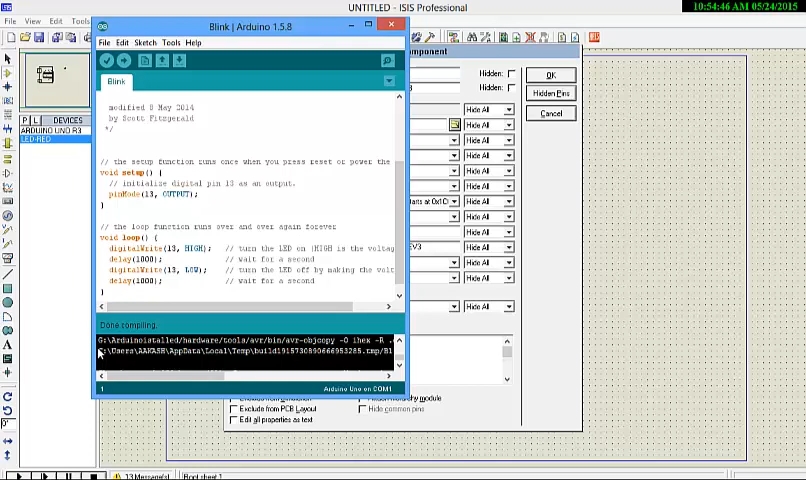 UNTITLED - ISIS Professional
10:54:46 AM 05/24/2015
File View Edit T
Blink | Arduino 1.5.8
File Edit Sketch Tools Help
Blink
modified 8 May 2014
by Scott Fitzgerald
*/
// the setup function runs once when you press reset or power the
void setup() {
// initialize digital pin 13 as an output.
pinMode(13, OUTPUT);
}
// the loop function runs over and over again forever
void loop() {
digitalWrite(13, HIGH); // turn the LED on (HIGH is the voltag
delay(1000); // wait for a second
digitalWrite(13, LOW); // turn the LED off by making the volt
delay(1000); // wait for a second
}
Done compiling.
G:\Arduinoistalled/hardware/tools/avr/bin/avr-objcopy -O ihex -R .
C:\Users\AAKASH\AppData\Local\Temp\build1915730890666953285.tmp/Bl
1
Arduino Uno on COM1
P L DEVICES
ARDUINO UNO R3
LED-RED
omponent
Hidden:
Hidden:
OK
Hidden Pins
Cancel
Hide All
Hide All
Hide All
Hide All
Hide All
Hide All
Hide All
Starts at 0x1C
Hide All
Hide All
Hide All
EV3
Hide All
Hide All
Hide All
Hide All
Exclude from PCB Layout
Hide common pins
Edit all properties as text
0°
13 Message(s)
Root sheet 1